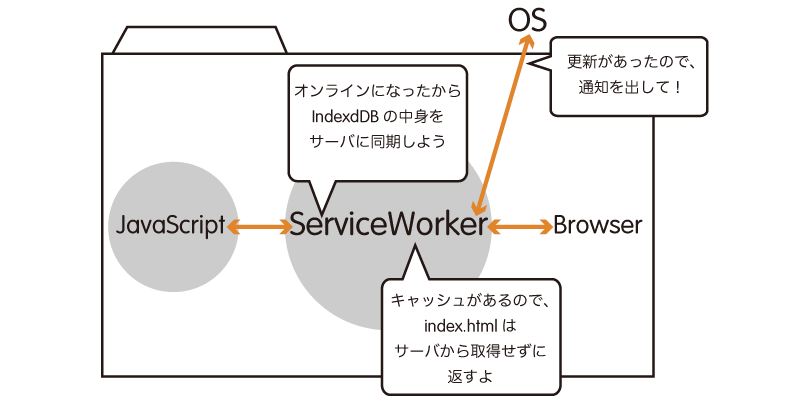 OS
更新があったので、
通知を出して！
オンラインになったから
IndexdDB の中身を
サーバに同期しよう
JavaScript
ServiceWorker
Browser
キャッシュがあるので、
index.html は
サーバから取得せずに
返すよ